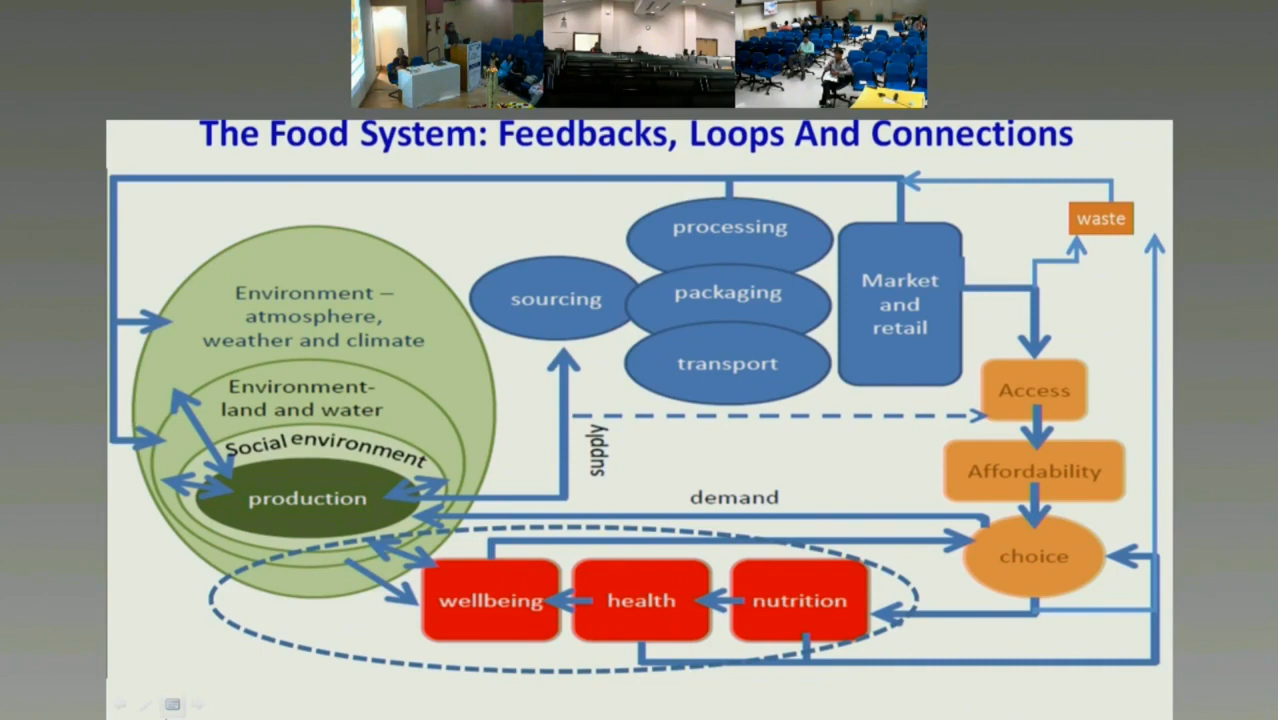 The Food System: Feedbacks, Loops And Connections
waste
processing
Environment –
atmosphere,
weather and climate
sourcing
packaging
Market
and
retail
transport
Environment-
land and water
Access
Social environment
supply
Affordability
production
demand
choice
wellbeing
health
nutrition